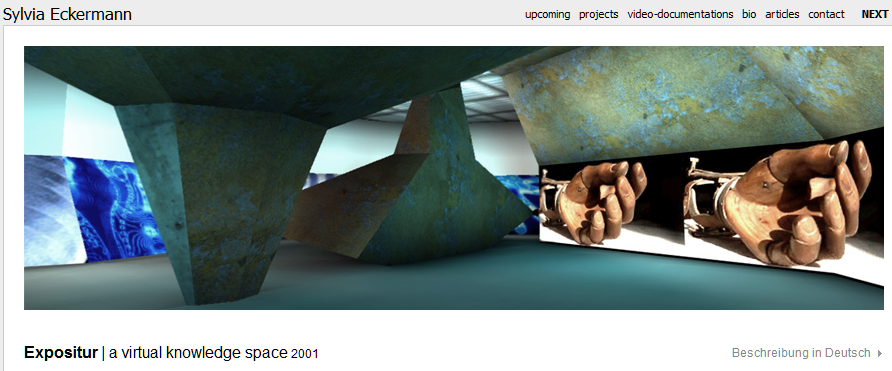 Sylvia Eckermann upcoming projects video-documentations bio articles contact NEXT
Expositur | a virtual knowledge space 2001 Beschreibung in Deutsch